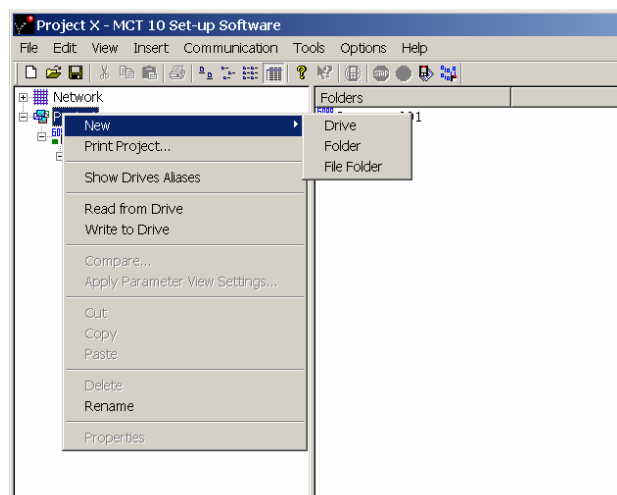 Project X - MCT 10 Set-up Software
File Edit View Insert Communication Tools Options Help
Network
Folders
New
Drive
Folder
File Folder
Print Project...
Show Drives Aliases
Read from Drive
Write to Drive
Compare...
Apply Parameter View Settings...
Cut
Copy
Paste
Delete
Rename
Properties